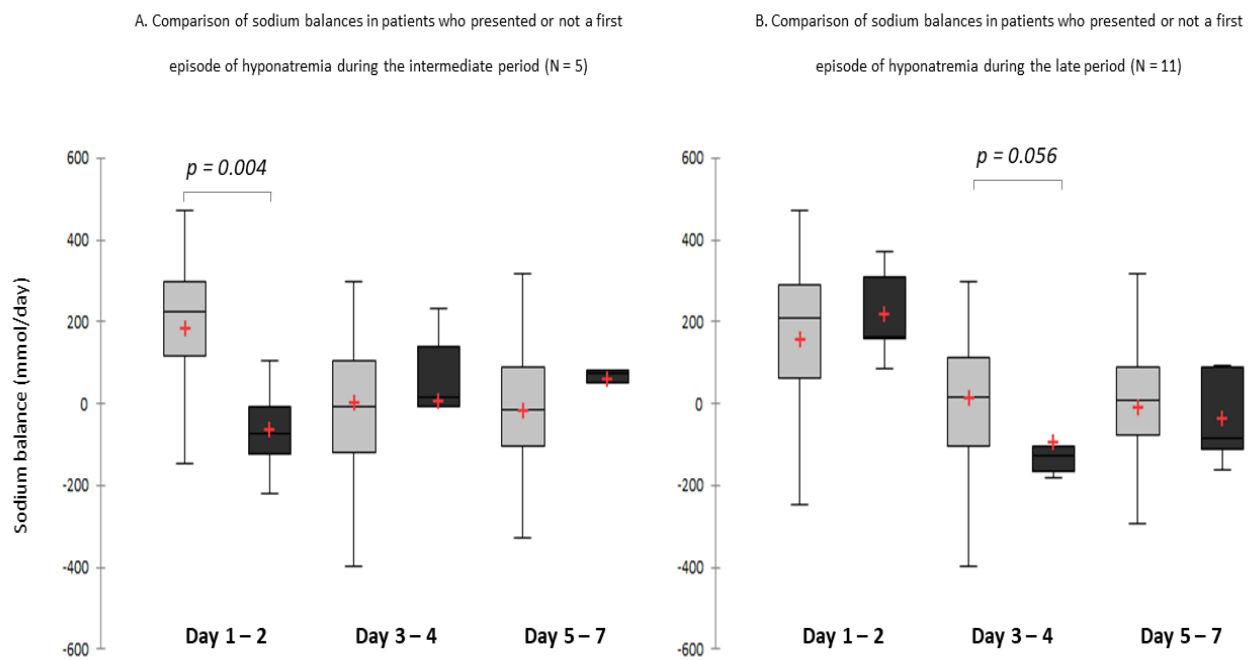 A. Comparison of sodium balances in patients who presented or not a first
episode of hyponatremia during the intermediate period (N = 5)
B. Comparison of sodium balances in patients who presented or not a first
episode of hyponatremia during the late period (N = 11)
Sodium balance (mmol/day)
600
400
200
0
-200
-400
-600
p = 0.004
Day 1 – 2
Day 3 – 4
Day 5 – 7
600
400
200
0
-200
-400
-600
p = 0.056
Day 1 – 2
Day 3 – 4
Day 5 – 7